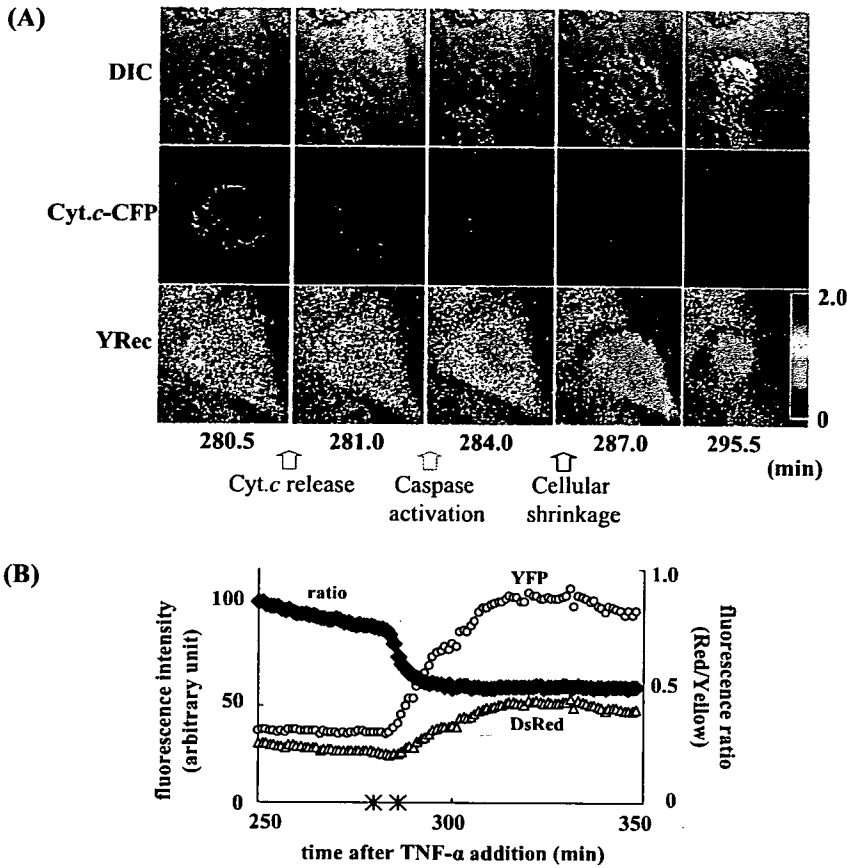 (A)
DIC
Cyt.c-CFP
YRec
2.0
0
280.5 281.0 284.0 287.0 295.5
(min)
Cyt.c release
Caspase activation
Cellular shrinkage
(B)
fluorescence intensity
(arbitrary unit)
100
50
0
ratio
YFP
DsRed
1.0
0.5
0
fluorescence ratio
(Red/Yellow)
250 300 350
time after TNF-α addition (min)